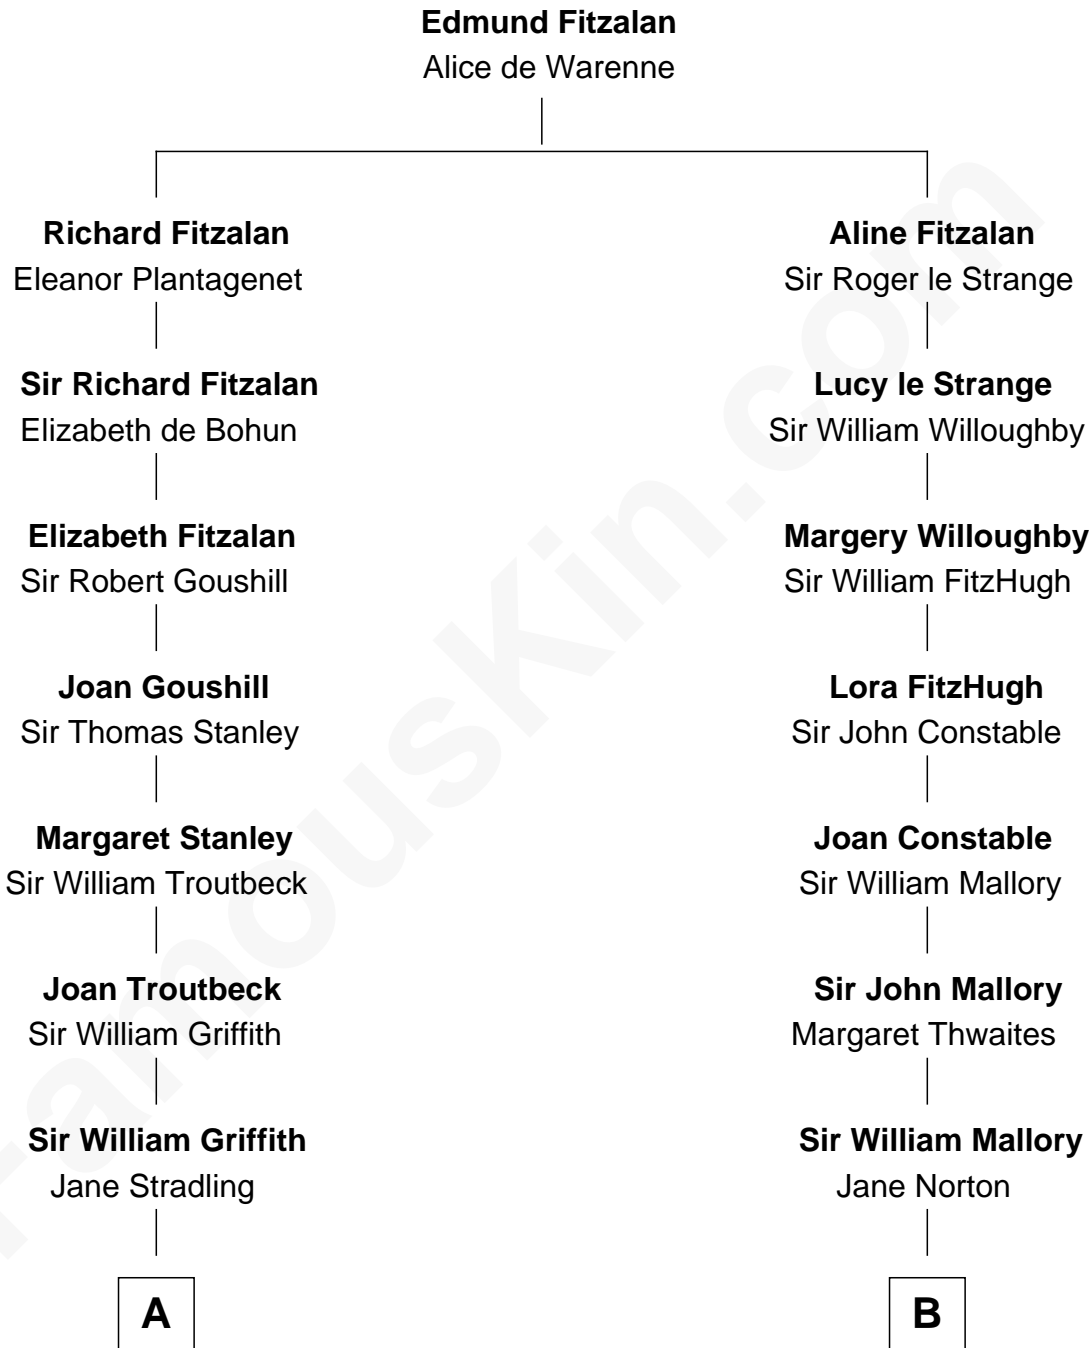 Edmund Fitzalan
Alice de Warenne
Richard Fitzalan
Eleanor Plantagenet
Aline Fitzalan
Sir Roger le Strange
Sir Richard Fitzalan
Elizabeth de Bohun
Lucy le Strange
Sir William Willoughby
Elizabeth Fitzalan
Sir Robert Goushill
Margery Willoughby
Sir William FitzHugh
Joan Goushill
Sir Thomas Stanley
Lora FitzHugh
Sir John Constable
Margaret Stanley
Sir William Troutbeck
Joan Constable
Sir William Mallory
Joan Troutbeck
Sir William Griffith
Sir John Mallory
Margaret Thwaites
Sir William Griffith
Jane Stradling
Sir William Mallory
Jane Norton
A
B
FamousKin.com